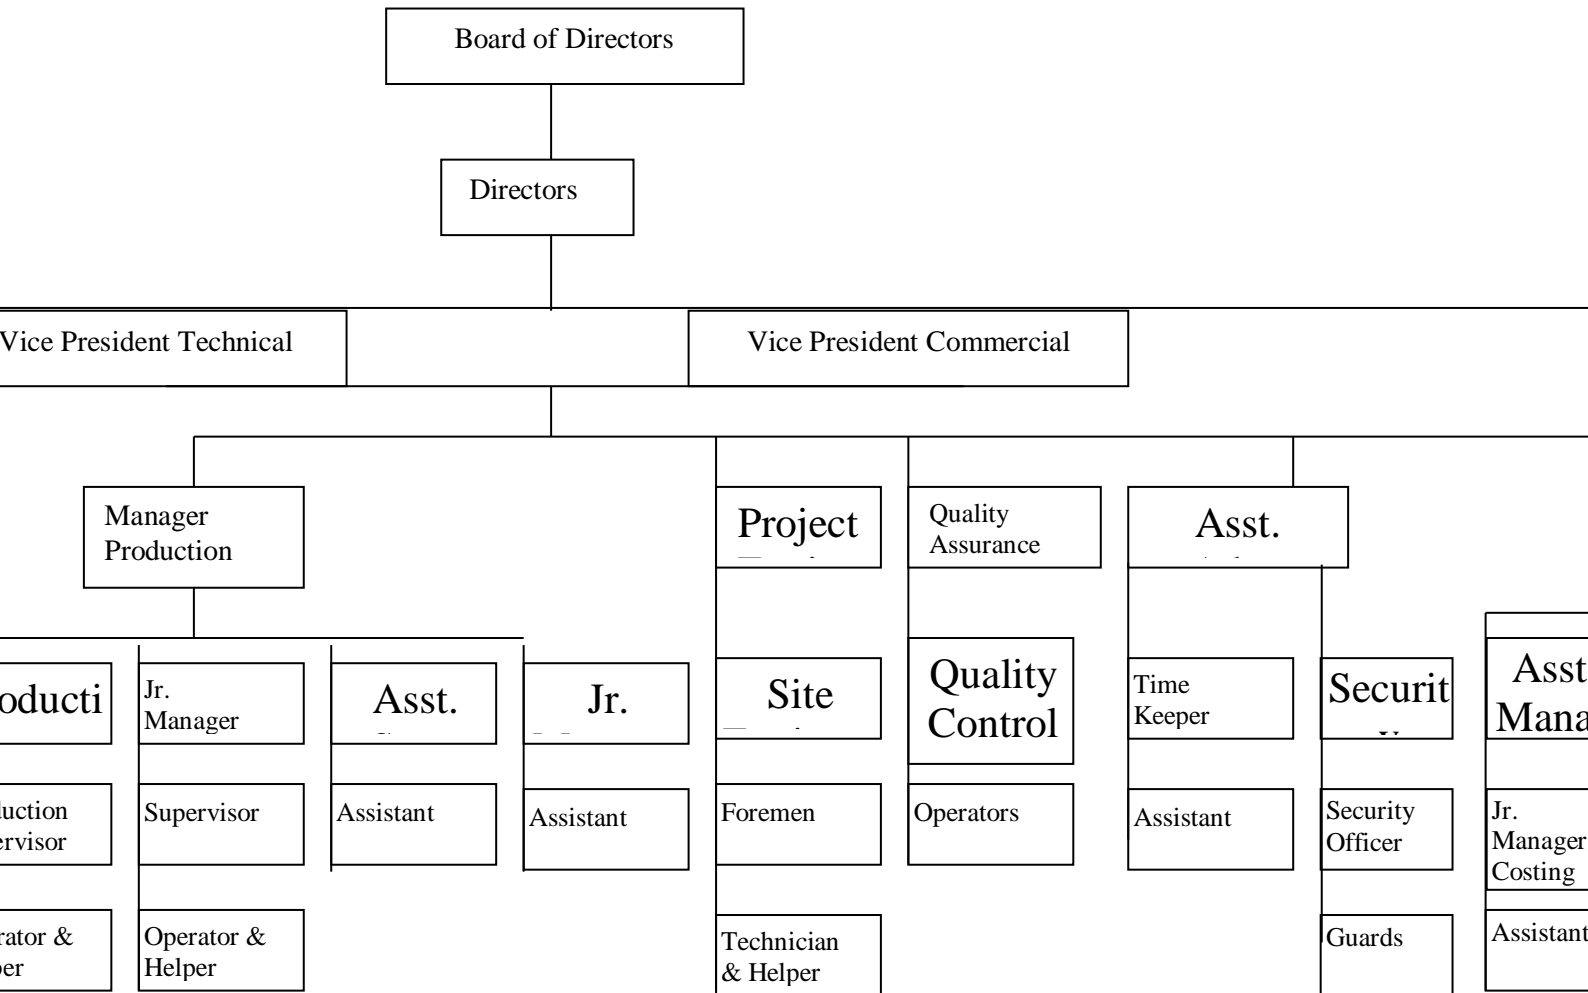 Board of Directors
Directors
Vice President Technical
Vice President Commercial
Manager
Production
Project
Quality
Assurance
Asst.
Jr.
Manager
Asst.
Jr.
Site
Quality
Control
Time
Keeper
Securit
Asst
Mana
Supervisor
Assistant
Assistant
Foremen
Operators
Assistant
Security
Officer
Jr.
Manager
Costing
Operator &
Helper
Technician
& Helper
Guards
Assistant